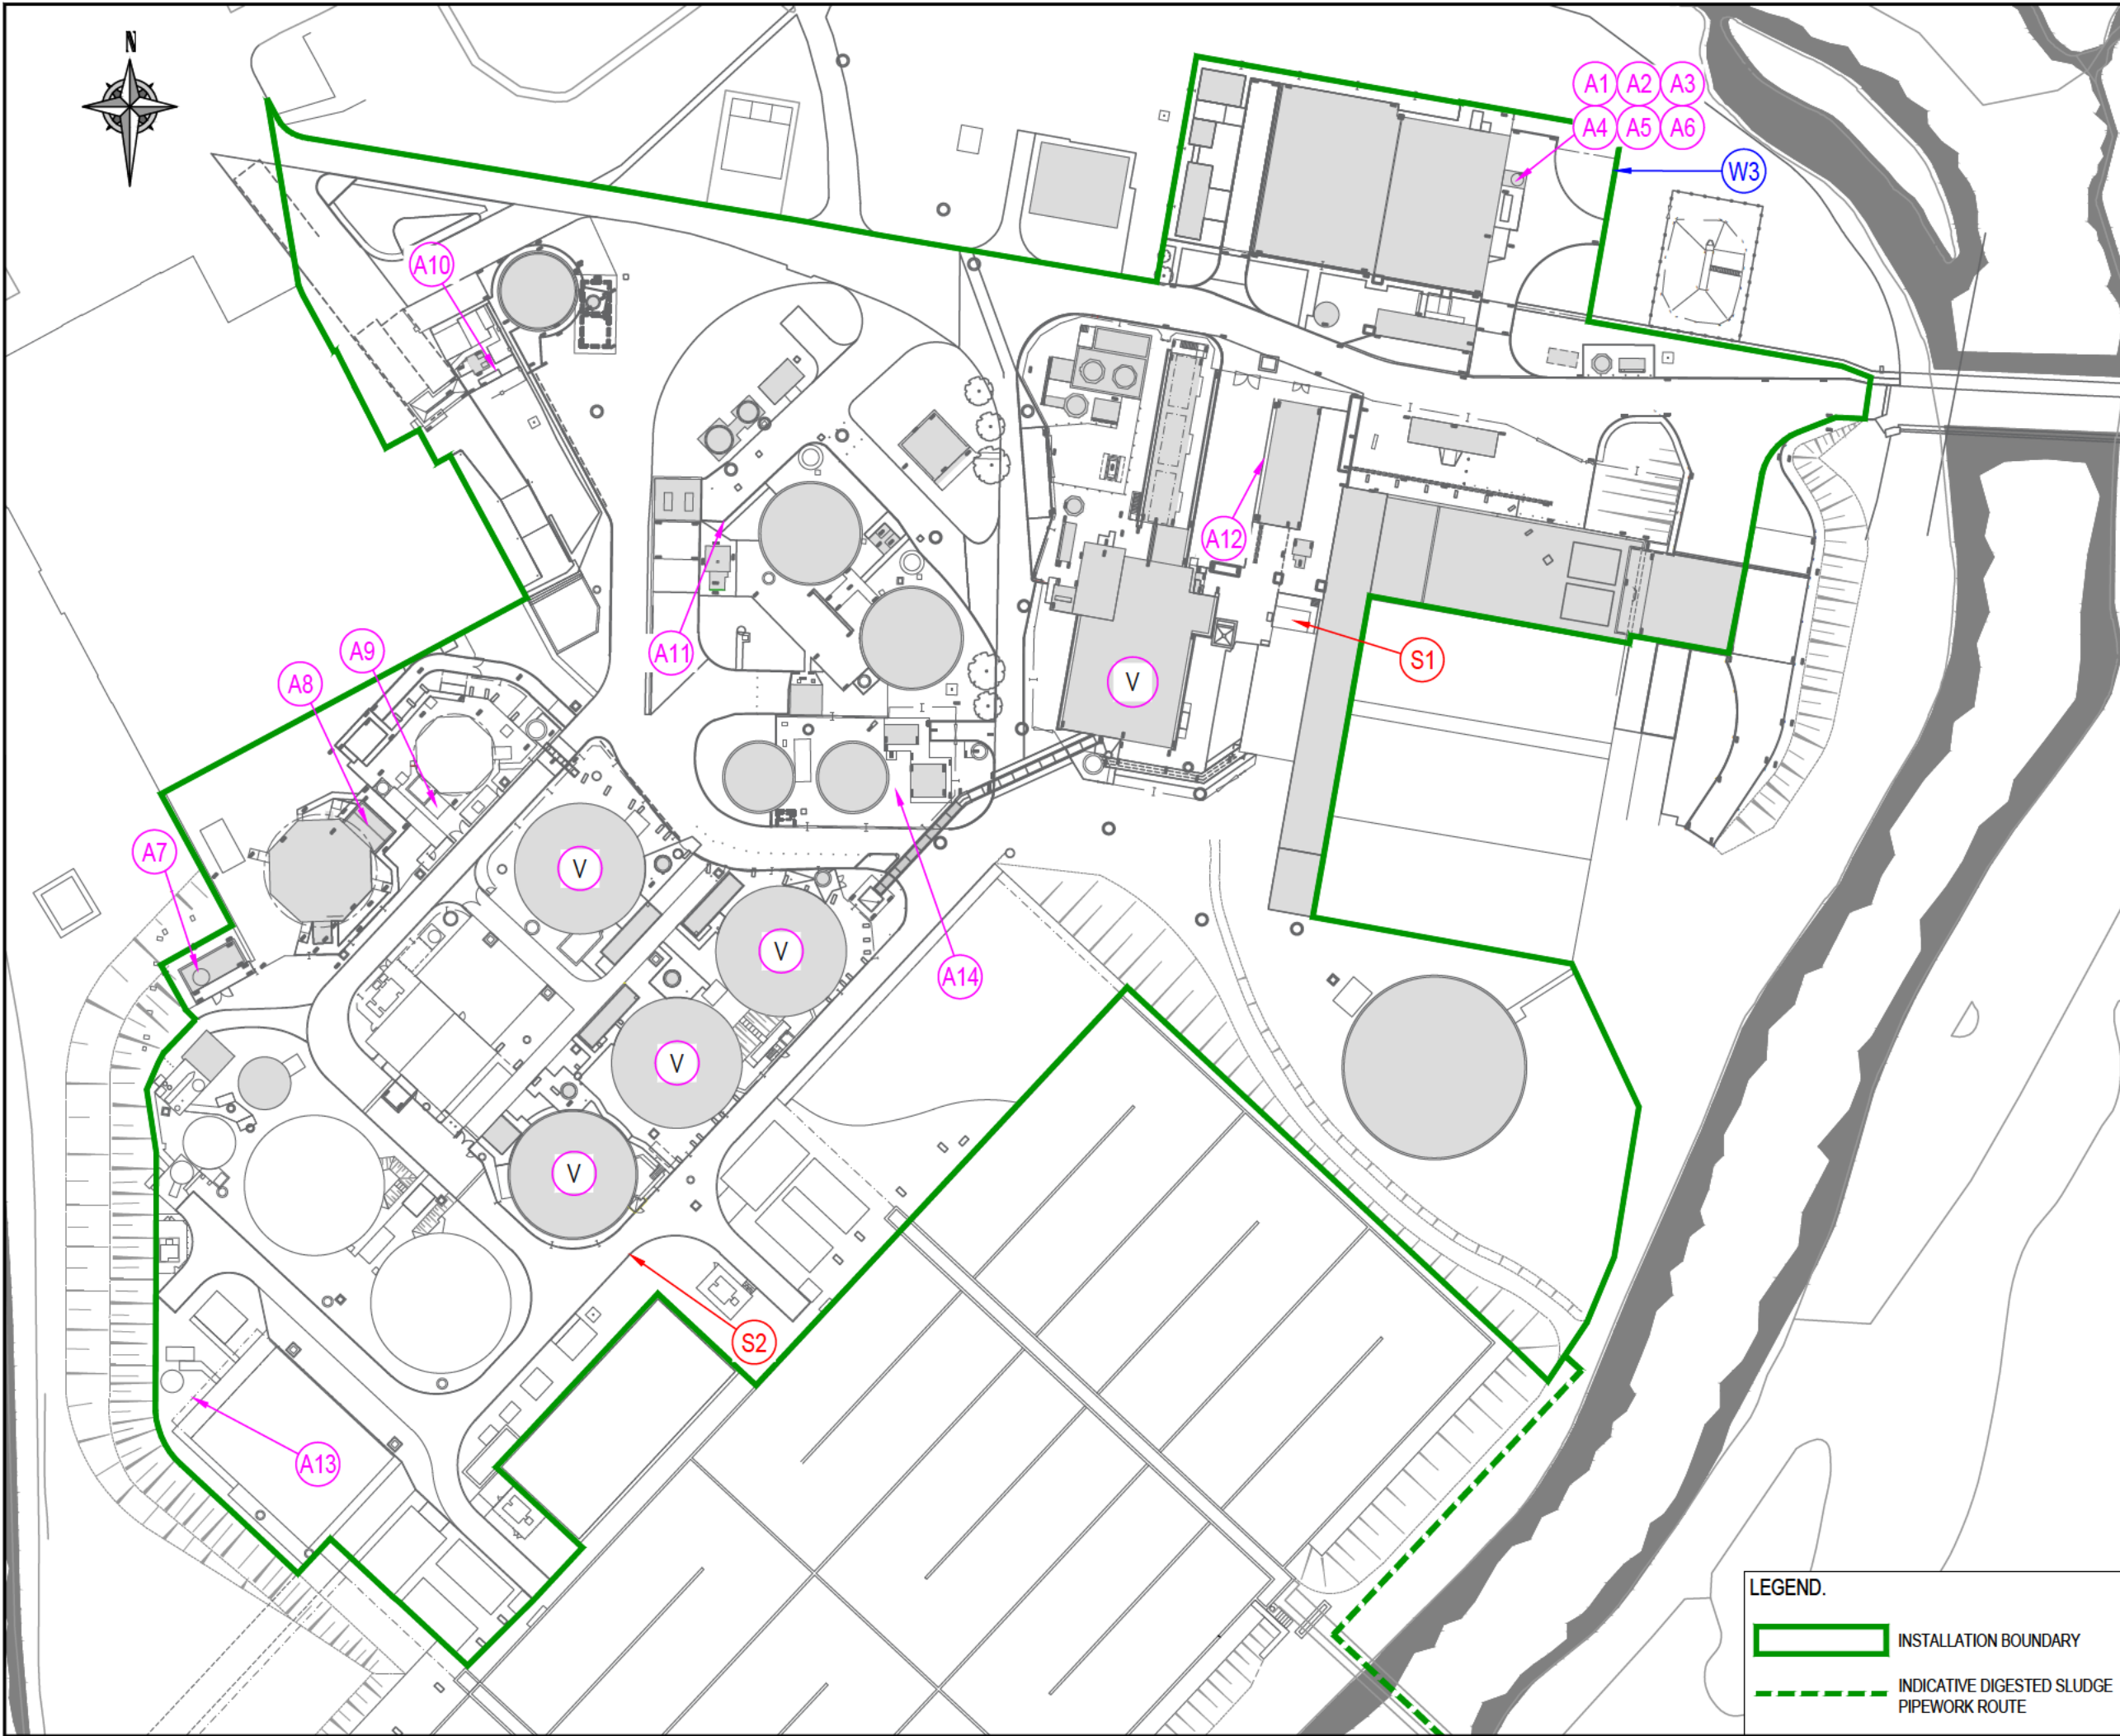 N
A1 A2 A3
A4 A5 A6
W3
A10
A12
A11
S1
A9
A8
V
A7
V
V
A14
V
V
S2
A13
LEGEND.
INSTALLATION BOUNDARY
INDICATIVE DIGESTED SLUDGE
PIPEWORK ROUTE